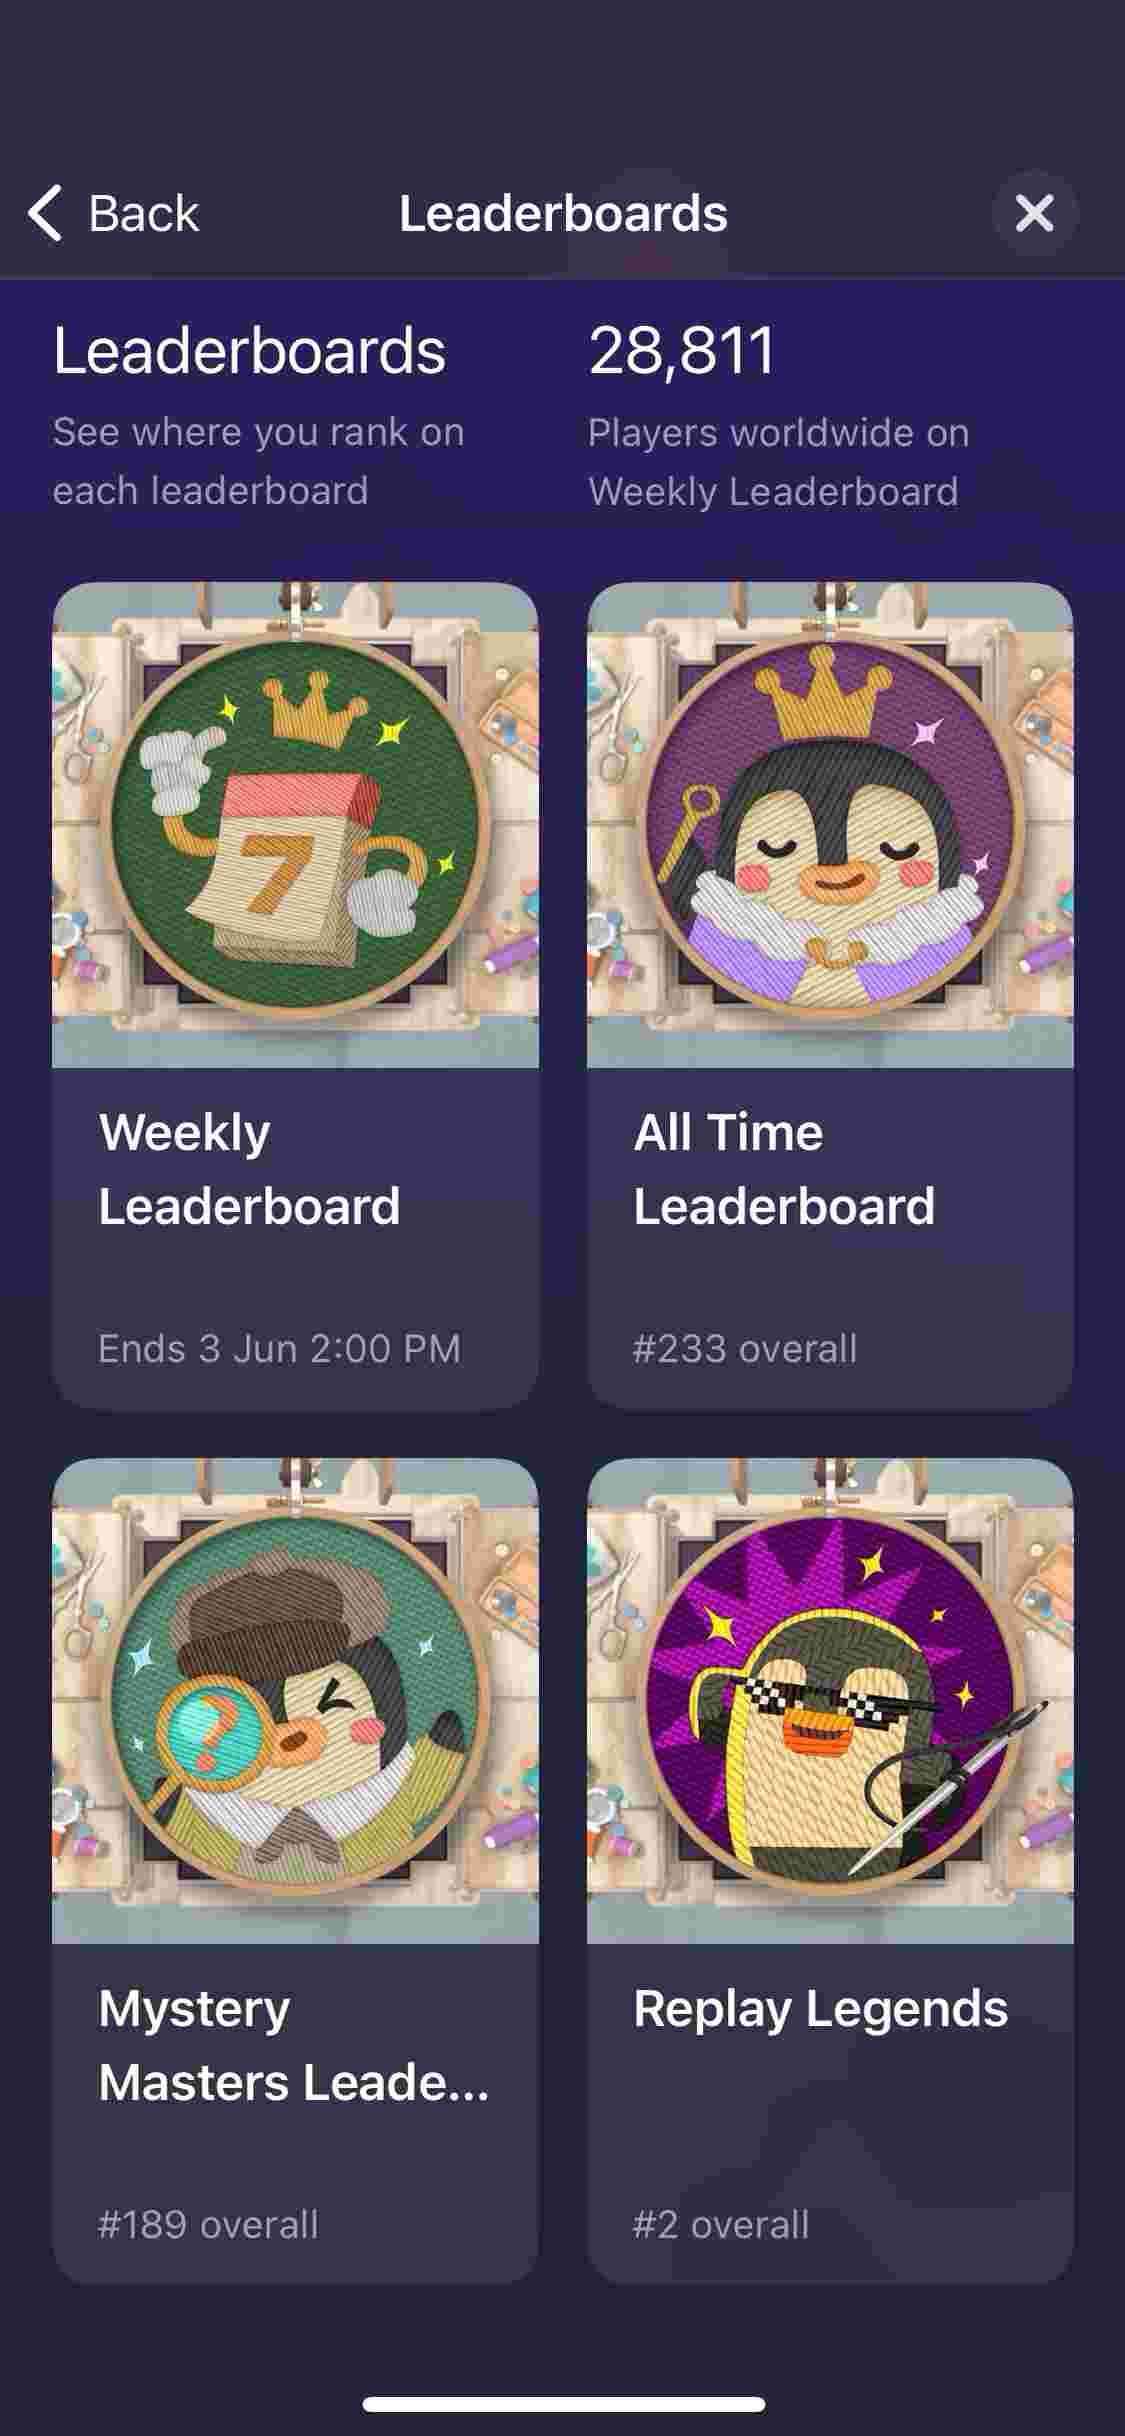 Back
Leaderboards
Leaderboards
See where you rank on
each leaderboard
28,811
Players worldwide on
Weekly Leaderboard
7
Weekly
Leaderboard
Ends 3 Jun 2:00 PM
All Time
Leaderboard
#233 overall
?
Mystery
Masters Leade...
#189 overall
Replay Legends
#2 overall